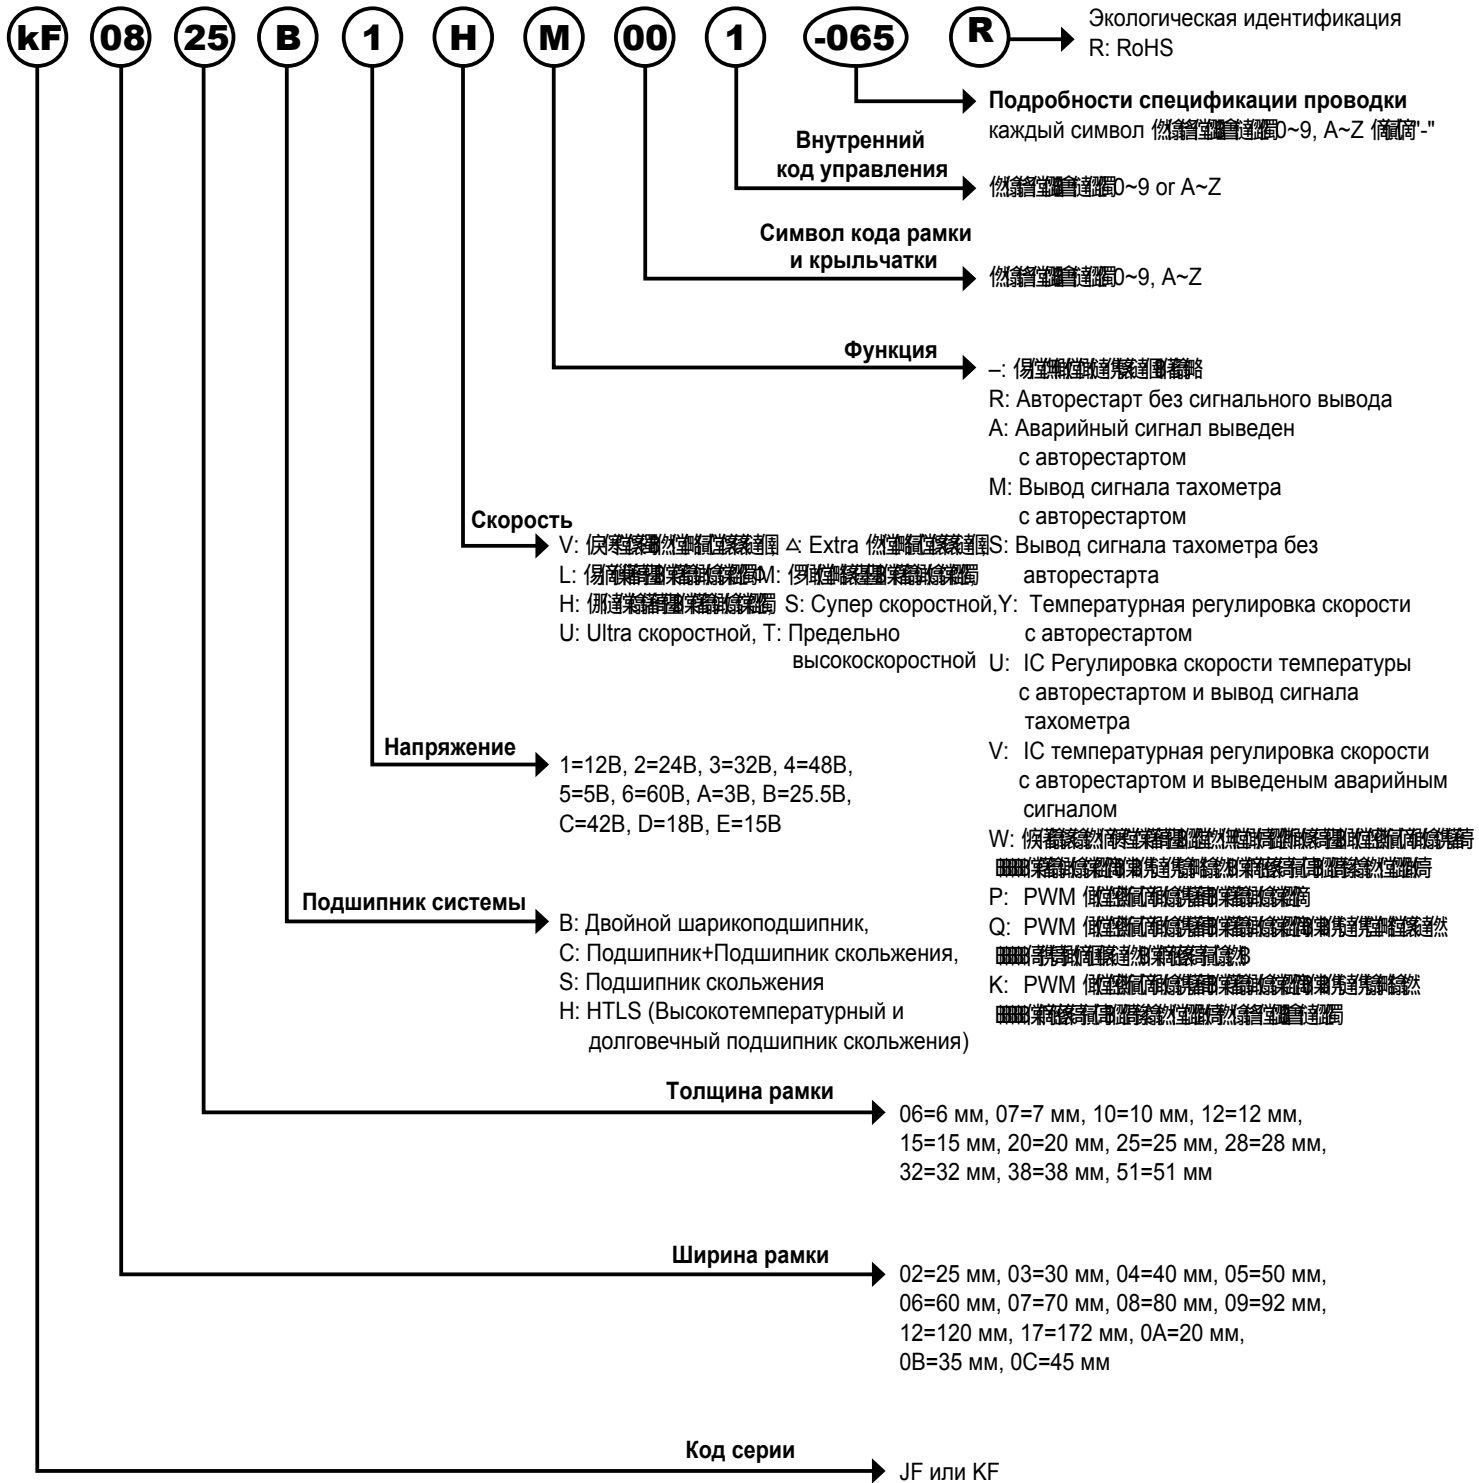 kF 08 25 B 1 H M 00 1 -065 R
Экологическая идентификация
R: RoHS
Подробности спецификации проводки
каждый символ 0~9, A~Z "-"
Внутренний
код управления
0~9 or A~Z
Символ кода рамки
и крыльчатки
0~9, A~Z
Функция
–:
R: Авторестарт без сигнального вывода
A: Аварийный сигнал выведен
с авторестартом
M: Вывод сигнала тахометра
с авторестартом
S: Вывод сигнала тахометра без
авторестарта
Y: Температурная регулировка скорости
с авторестартом
U: IC Регулировка скорости температуры
с авторестартом и вывод сигнала
тахометра
V: IC температурная регулировка скорости
с авторестартом и выведеным аварийным
сигналом
W:
P: PWM
Q: PWM
K: PWM
Скорость
V: Extra
L: M:
H: S: Супер скоростной,
U: Ultra скоростной, T: Предельно
высокоскоростной
Напряжение
1=12В, 2=24В, 3=32В, 4=48В,
5=5В, 6=60В, A=3В, B=25.5В,
C=42В, D=18В, E=15В
Подшипник системы
B: Двойной шарикоподшипник,
C: Подшипник+Подшипник скольжения,
S: Подшипник скольжения
H: HTLS (Высокотемпературный и
долговечный подшипник скольжения)
Толщина рамки
06=6 мм, 07=7 мм, 10=10 мм, 12=12 мм,
15=15 мм, 20=20 мм, 25=25 мм, 28=28 мм,
32=32 мм, 38=38 мм, 51=51 мм
Ширина рамки
02=25 мм, 03=30 мм, 04=40 мм, 05=50 мм,
06=60 мм, 07=70 мм, 08=80 мм, 09=92 мм,
12=120 мм, 17=172 мм, 0A=20 мм,
0B=35 мм, 0C=45 мм
Код серии
JF или KF